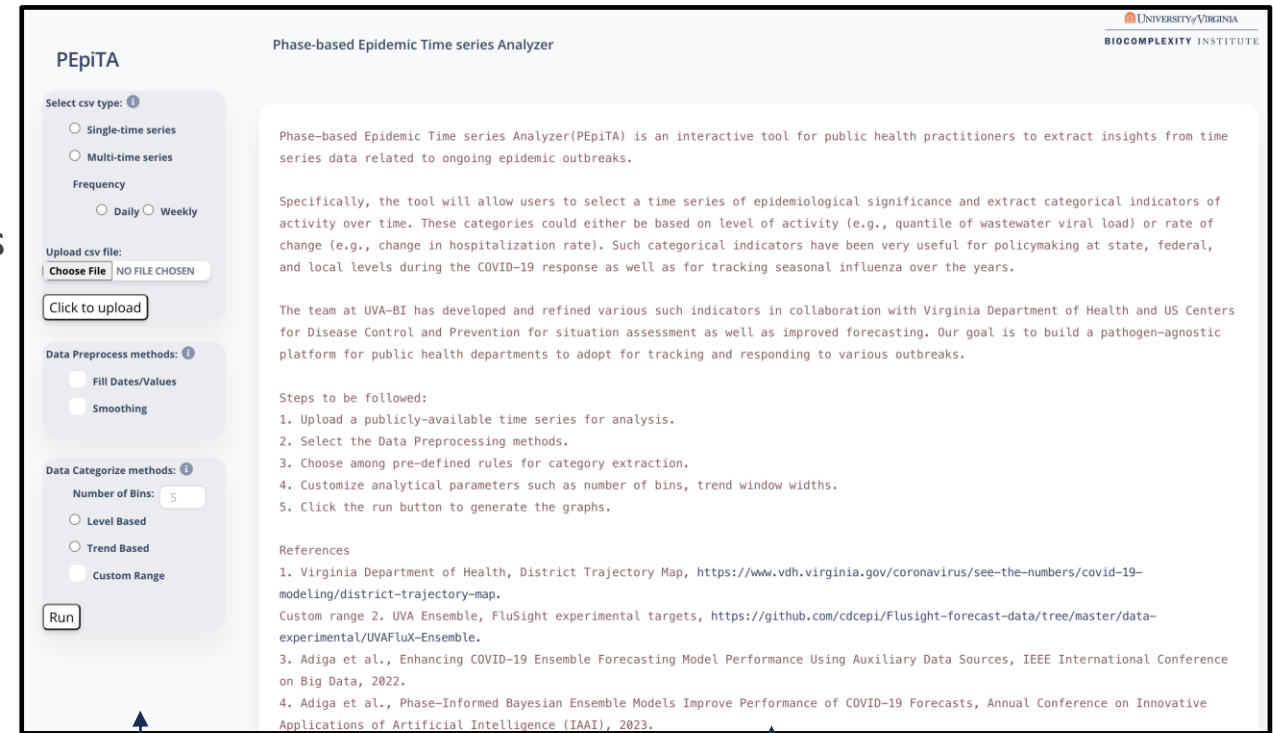 UNIVERSITY of VIRGINIA
BIOCOMPLEXITY INSTITUTE
PEpiTA
Phase-based Epidemic Time series Analyzer
s
Select csv type: i
Single-time series
Multi-time series
Frequency
Daily Weekly
Upload csv file:
Choose File NO FILE CHOSEN
Click to upload
Data Preprocess methods: i
Fill Dates/Values
Smoothing
Data Categorize methods: i
Number of Bins: 5
Level Based
Trend Based
Custom Range
Run
Phase-based Epidemic Time series Analyzer(PEpiTA) is an interactive tool for public health practitioners to extract insights from time
series data related to ongoing epidemic outbreaks.
Specifically, the tool will allow users to select a time series of epidemiological significance and extract categorical indicators of
activity over time. These categories could either be based on level of activity (e.g., quantile of wastewater viral load) or rate of
change (e.g., change in hospitalization rate). Such categorical indicators have been very useful for policymaking at state, federal,
and local levels during the COVID-19 response as well as for tracking seasonal influenza over the years.
The team at UVA-BI has developed and refined various such indicators in collaboration with Virginia Department of Health and US Centers
for Disease Control and Prevention for situation assessment as well as improved forecasting. Our goal is to build a pathogen-agnostic
platform for public health departments to adopt for tracking and responding to various outbreaks.
Steps to be followed:
1. Upload a publicly-available time series for analysis.
2. Select the Data Preprocessing methods.
3. Choose among pre-defined rules for category extraction.
4. Customize analytical parameters such as number of bins, trend window widths.
5. Click the run button to generate the graphs.
References
1. Virginia Department of Health, District Trajectory Map, https://www.vdh.virginia.gov/coronavirus/see-the-numbers/covid-19-
modeling/district-trajectory-map.
Custom range 2. UVA Ensemble, FluSight experimental targets, https://github.com/cdcepi/Flusight-forecast-data/tree/master/data-
experimental/UVAFluX-Ensemble.
3. Adiga et al., Enhancing COVID-19 Ensemble Forecasting Model Performance Using Auxiliary Data Sources, IEEE International Conference
on Big Data, 2022.
4. Adiga et al., Phase-Informed Bayesian Ensemble Models Improve Performance of COVID-19 Forecasts, Annual Conference on Innovative
Applications of Artificial Intelligence (IAAI), 2023.